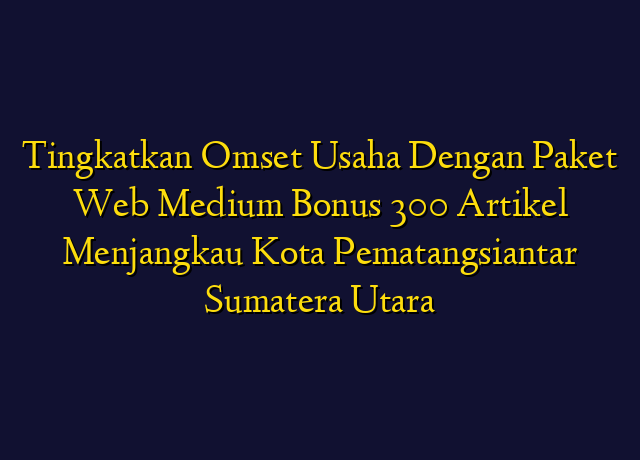 Tingkatkan Omset Usaha Dengan Paket
Web Medium Bonus 300 Artikel
Menjangkau Kota Pematangsiantar
Sumatera Utara